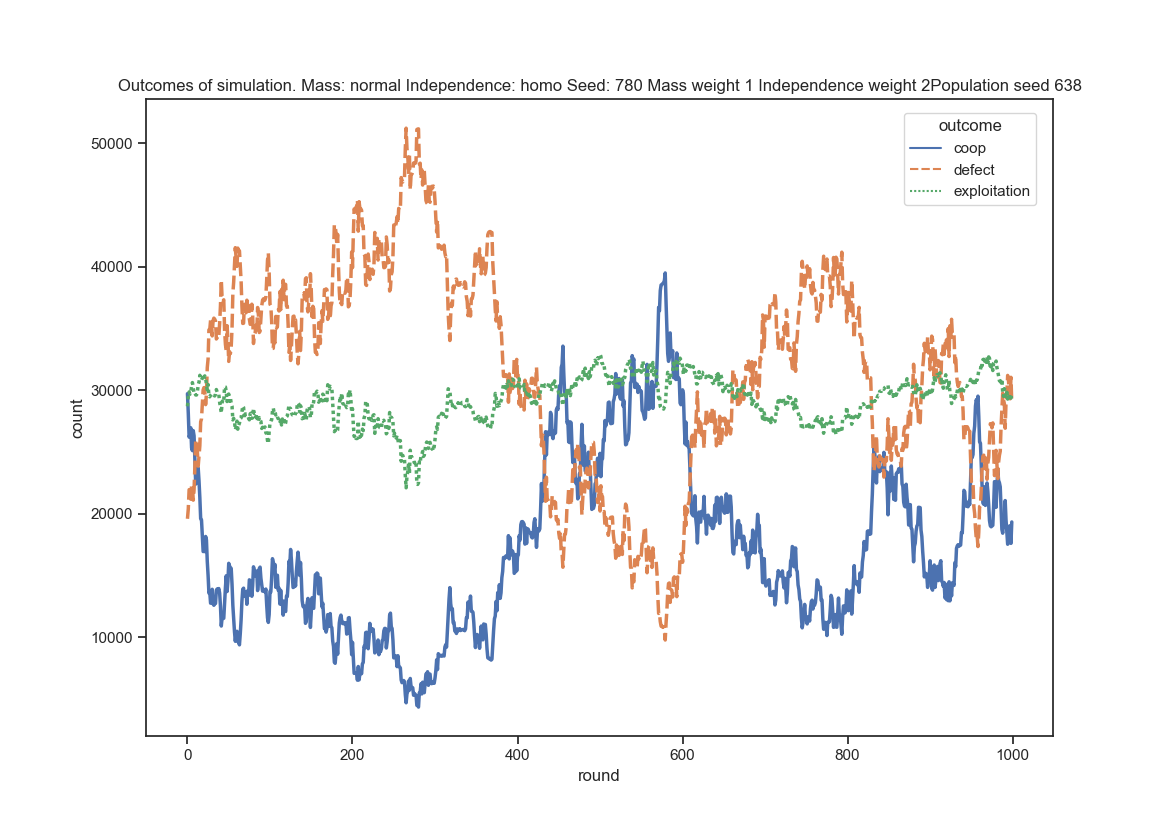 Outcomes of simulation. Mass: normal Independence: homo Seed: 780 Mass weight 1 Independence weight 2Population seed 638
outcome
coop
defect
exploitation
50000
40000
30000
20000
10000
count
0 200 400 600 800 1000
round